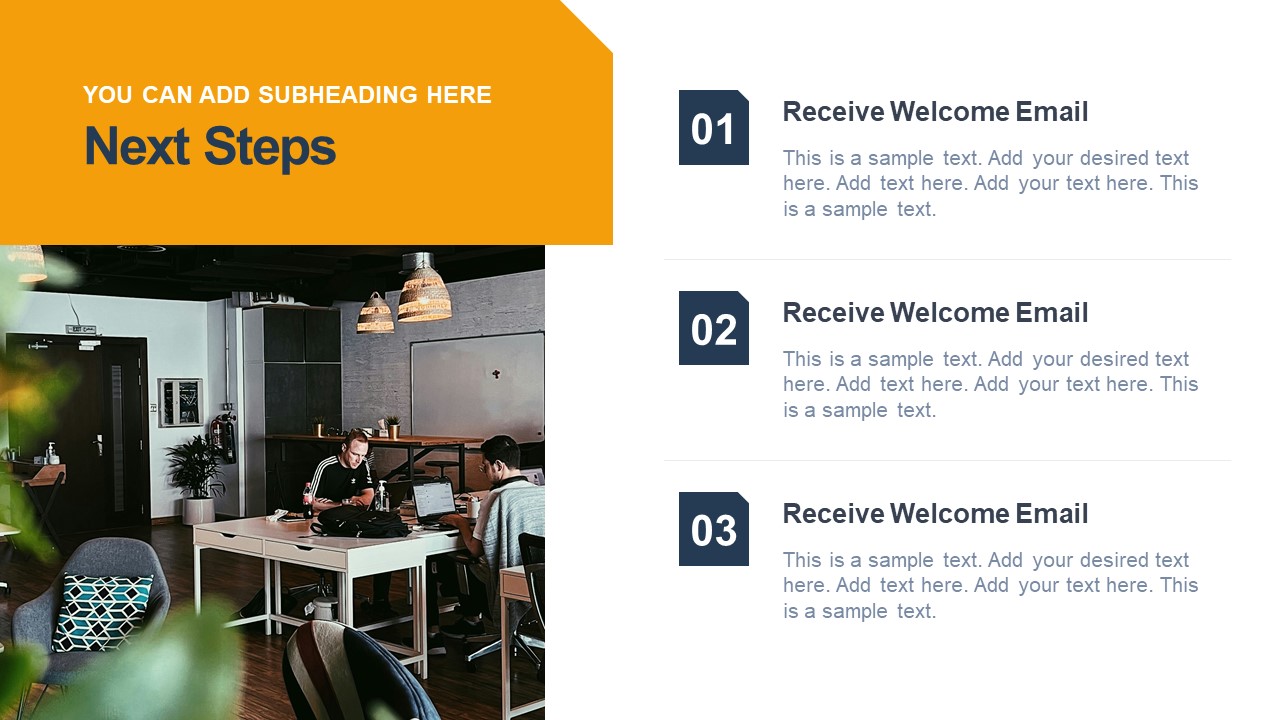 YOU CAN ADD SUBHEADING HERE
Next Steps
01
Receive Welcome Email
This is a sample text. Add your desired text
here. Add text here. Add your text here. This
is a sample text.
02
Receive Welcome Email
This is a sample text. Add your desired text
here. Add text here. Add your text here. This
is a sample text.
03
Receive Welcome Email
This is a sample text. Add your desired text
here. Add text here. Add your text here. This
is a sample text.
EXIT